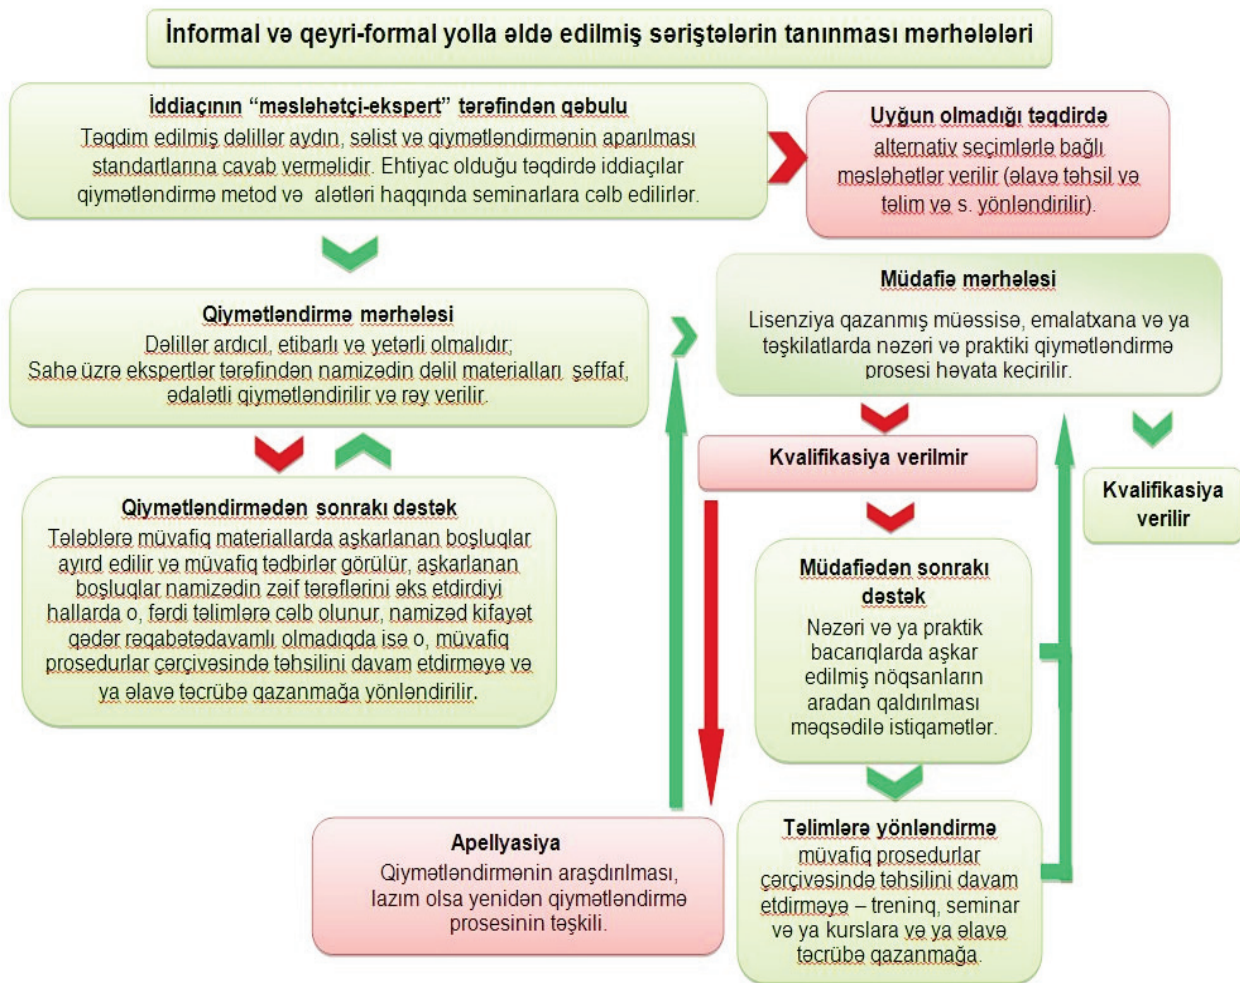 İnformal və qeyri-formal yolla əldə edilmiş səriştələrin tanınması mərhələləri
İddiaçının “məsləhətçi-ekspert” tərəfindən qəbulu
Təqdim edilmiş dəlillər aydın, səlist və qiymətləndirmənin aparılması
standartlarına cavab verməlidir. Ehtiyac olduğu təqdirdə iddiaçılar
qiymətləndirmə metod və alətləri haqqında seminarlara cəlb edilirlər.
Uyğun olmadığı təqdirdə
alternativ seçimlərlə bağlı
məsləhətlər verilir (əlavə təhsil və
təlim və s. yönləndirilir).
Qiymətləndirmə mərhələsi
Dəlillər ardıcıl, etibarlı və yetərli olmalıdır;
Sahə üzrə ekspertlər tərəfindən namizədin dəlil materialları şəffaf,
ədalətli qiymətləndirilir və rəy verilir.
Müdafiə mərhələsi
Lisenziya qazanmış müəssisə, emalatxana və ya
təşkilatlarda nəzəri və praktiki qiymətləndirmə
prosesi həyata keçirilir.
Kvalifikasiya verilmir
Kvalifikasiya
verilir
Qiymətləndirmədən sonrakı dəstək
Tələblərə müvafiq materiallarda aşkarlanan boşluqlar
ayırd edilir və müvafiq tədbirlər görülür, aşkarlanan
boşluqlar namizədin zəif tərəflərini əks etdirdiyi
hallarda o, fərdi təlimlərə cəlb olunur, namizəd kifayət
qədər rəqabətədavamlı olmadıqda isə o, müvafiq
prosedurlar çərçivəsində təhsilini davam etdirməyə və
ya əlavə təcrübə qazanmağa yönləndirilir.
Müdafiədən sonrakı
dəstək
Nəzəri və ya praktik
bacarıqlarda aşkar
edilmiş nöqsanların
aradan qaldırılması
məqsədilə istiqamətlər.
Apellyasiya
Qiymətləndirmənin araşdırılması,
lazım olsa yenidən qiymətləndirmə
prosesinin təşkili.
Təlimlərə yönləndirmə
müvafiq prosedurlar
çərçivəsində təhsilini davam
etdirməyə – treninq, seminar
və ya kurslara və ya əlavə
təcrübə qazanmağa.